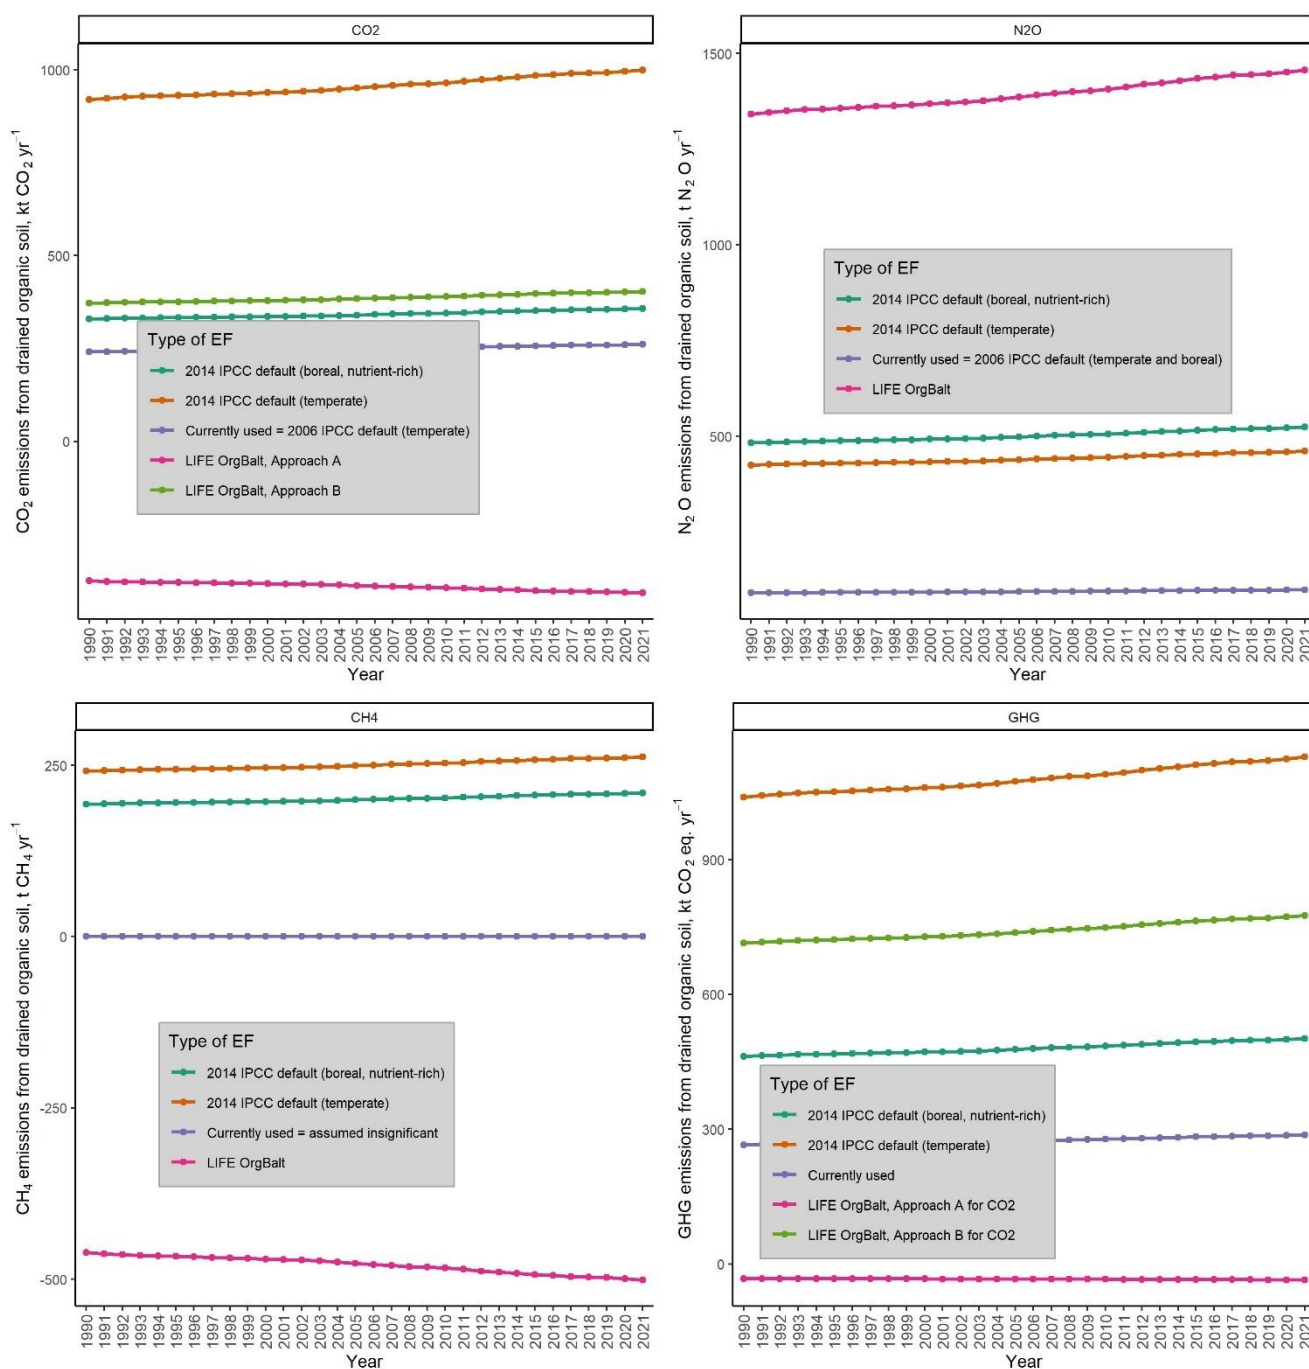 CO2
CO₂ emissions from drained organic soil, kt CO₂ yr⁻¹
1000
500
0
Type of EF
2014 IPCC default (boreal, nutrient-rich)
2014 IPCC default (temperate)
Currently used = 2006 IPCC default (temperate)
LIFE OrgBalt, Approach A
LIFE OrgBalt, Approach B
1990 1991 1992 1993 1994 1995 1996 1997 1998 1999 2000 2001 2002 2003 2004 2005 2006 2007 2008 2009 2010 2011 2012 2013 2014 2015 2016 2017 2018 2019 2020 2021
Year
N2O
N₂O emissions from drained organic soil, t N₂O yr⁻¹
1500
1000
500
Type of EF
2014 IPCC default (boreal, nutrient-rich)
2014 IPCC default (temperate)
Currently used = 2006 IPCC default (temperate and boreal)
LIFE OrgBalt
1990 1991 1992 1993 1994 1995 1996 1997 1998 1999 2000 2001 2002 2003 2004 2005 2006 2007 2008 2009 2010 2011 2012 2013 2014 2015 2016 2017 2018 2019 2020 2021
Year
CH4
CH₄ emissions from drained organic soil, t CH₄ yr⁻¹
250
0
-250
-500
Type of EF
2014 IPCC default (boreal, nutrient-rich)
2014 IPCC default (temperate)
Currently used = assumed insignificant
LIFE OrgBalt
1990 1991 1992 1993 1994 1995 1996 1997 1998 1999 2000 2001 2002 2003 2004 2005 2006 2007 2008 2009 2010 2011 2012 2013 2014 2015 2016 2017 2018 2019 2020 2021
Year
GHG
GHG emissions from drained organic soil, kt CO₂ eq. yr⁻¹
900
600
300
0
Type of EF
2014 IPCC default (boreal, nutrient-rich)
2014 IPCC default (temperate)
Currently used
LIFE OrgBalt, Approach A for CO2
LIFE OrgBalt, Approach B for CO2
1990 1991 1992 1993 1994 1995 1996 1997 1998 1999 2000 2001 2002 2003 2004 2005 2006 2007 2008 2009 2010 2011 2012 2013 2014 2015 2016 2017 2018 2019 2020 2021
Year